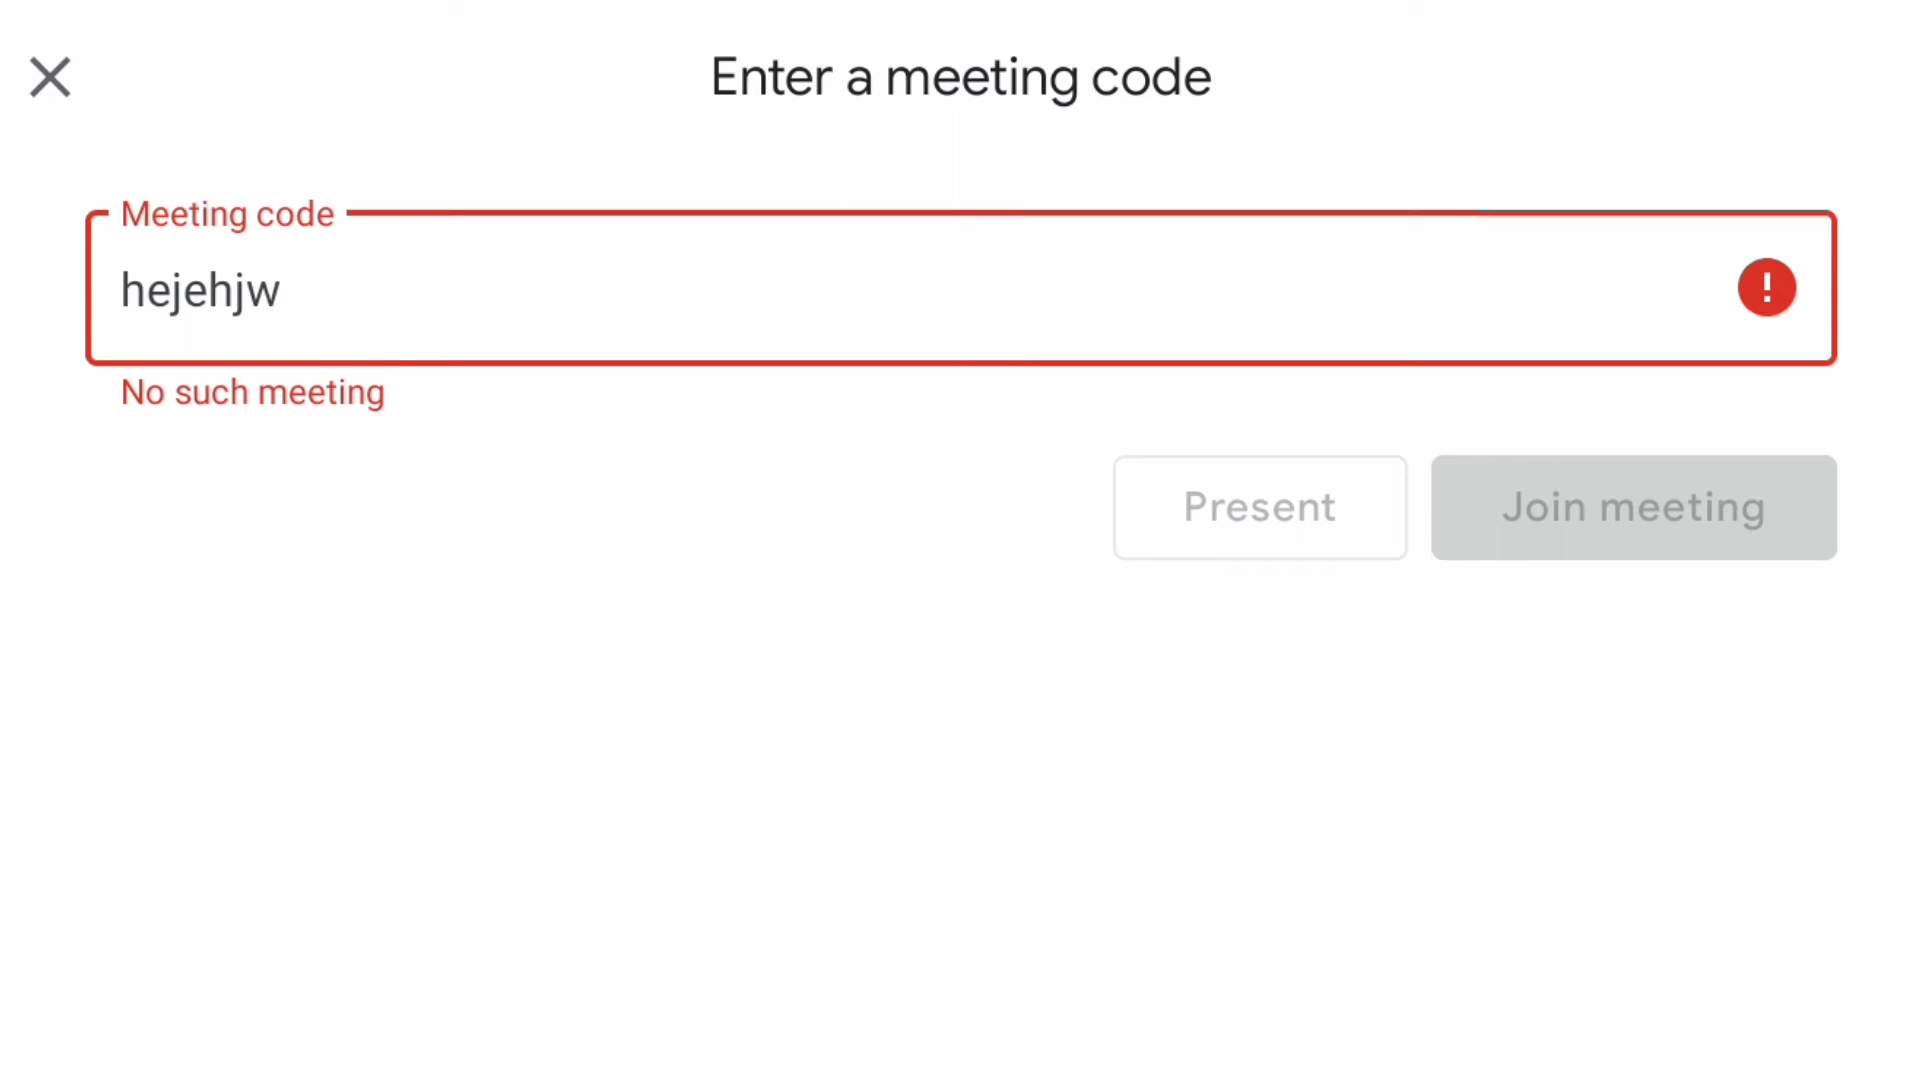 Enter a meeting code
Meeting code
hejehjw
No such meeting
Present
Join meeting